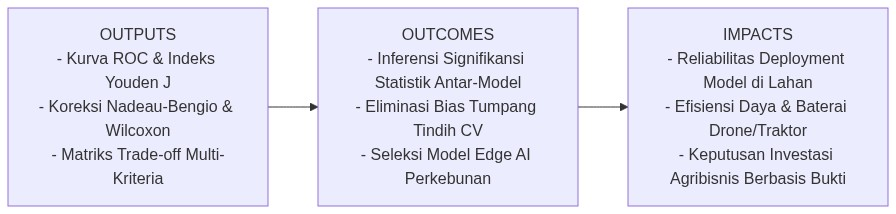 OUTPUTS
- Kurva ROC & Indeks
Youden J
- Koreksi Nadeau-Bengio &
Wilcoxon
- Matriks Trade-off Multi-
Kriteria
OUTCOMES
- Inferensi Signifikansi
Statistik Antar-Model
- Eliminasi Bias Tumpang
Tindih CV
- Seleksi Model Edge AI
Perkebunan
IMPACTS
- Reliabilitas Deployment
Model di Lahan
- Efisiensi Daya & Baterai
Drone/Traktor
- Keputusan Investasi
Agribisnis Berbasis Bukti